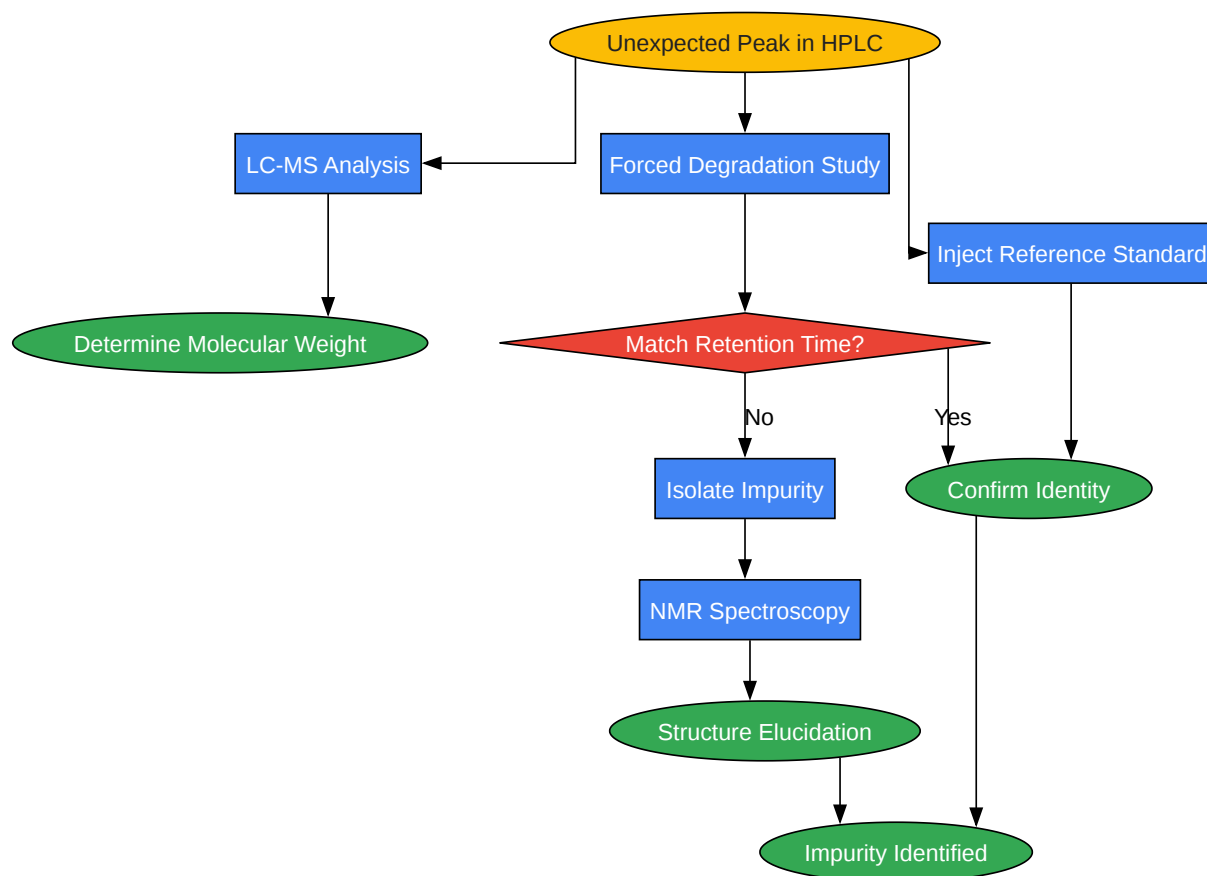 Unexpected Peak in HPLC
LC-MS Analysis
Forced Degradation Study
Inject Reference Standard
Determine Molecular Weight
Match Retention Time?
No
Yes
Isolate Impurity
Confirm Identity
NMR Spectroscopy
Structure Elucidation
Impurity Identified